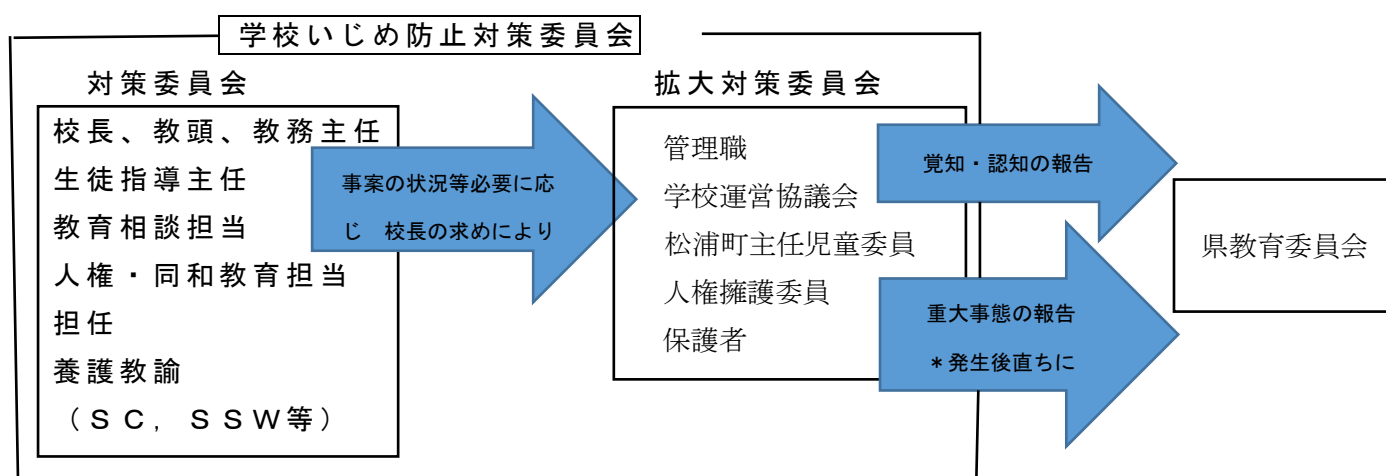 学校いじめ防止対策委員会
対策委員会
校長、教頭、教務主任
生徒指導主任
教育相談担当
人権・同和教育担当
担任
養護教諭
（ＳＣ，ＳＳＷ等）
事案の状況等必要に応
じ　校長の求めにより
拡大対策委員会
管理職
学校運営協議会
松浦町主任児童委員
人権擁護委員
保護者
覚知・認知の報告
重大事態の報告
＊発生後直ちに
県教育委員会